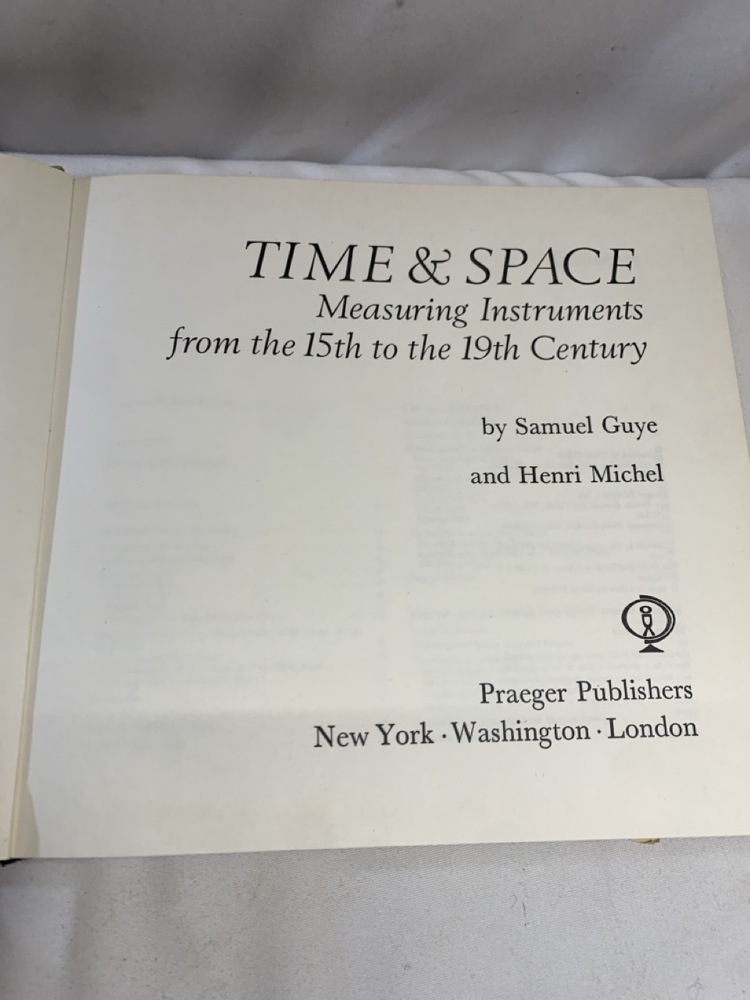 TIME & SPACE
Measuring Instruments
from the 15th to the 19th Century
by Samuel Guye
and Henri Michel
Praeger Publishers
New York · Washington · London